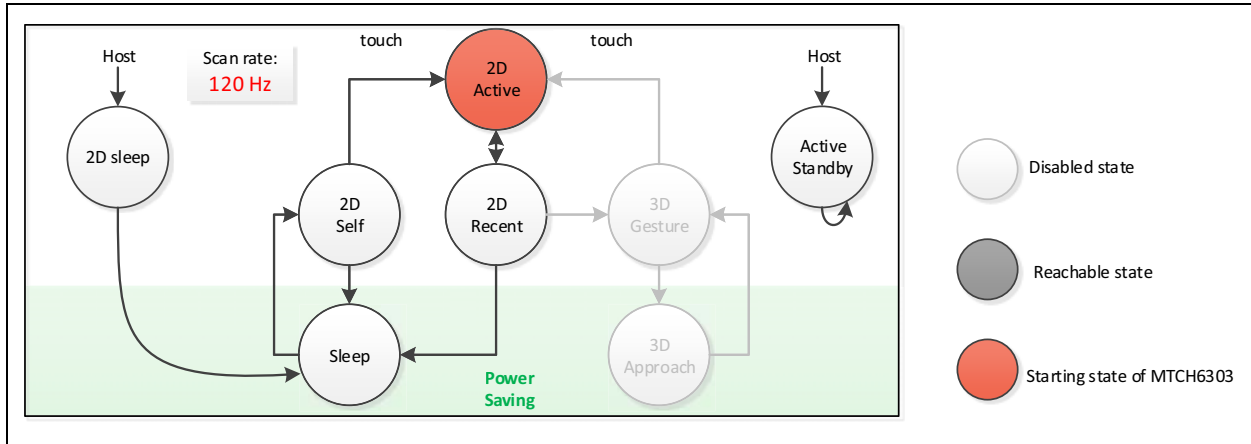 touch
touch
Host
Scan rate:
120 Hz
2D
Active
Host
2D sleep
Active
Standby
Disabled state
2D
Self
2D
Recent
3D
Gesture
Reachable state
Sleep
3D
Approach
Power
Saving
Starting state of MTCH6303